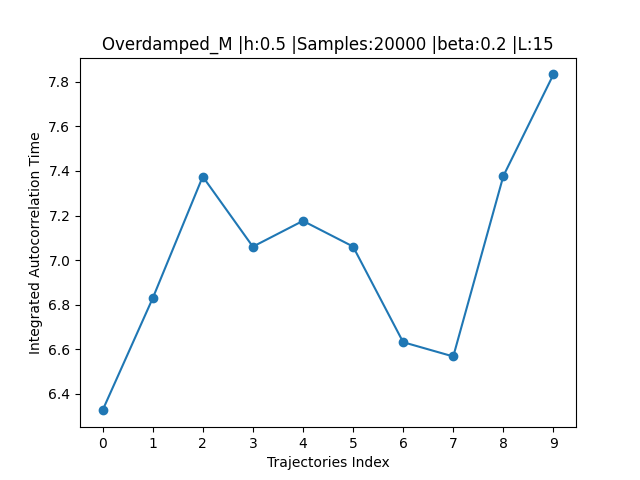 Overdamped_M |h:0.5 |Samples:20000 |beta:0.2 |L:15
Integrated Autocorrelation Time
7.8
7.6
7.4
7.2
7.0
6.8
6.6
6.4
0 1 2 3 4 5 6 7 8 9
Trajectories Index